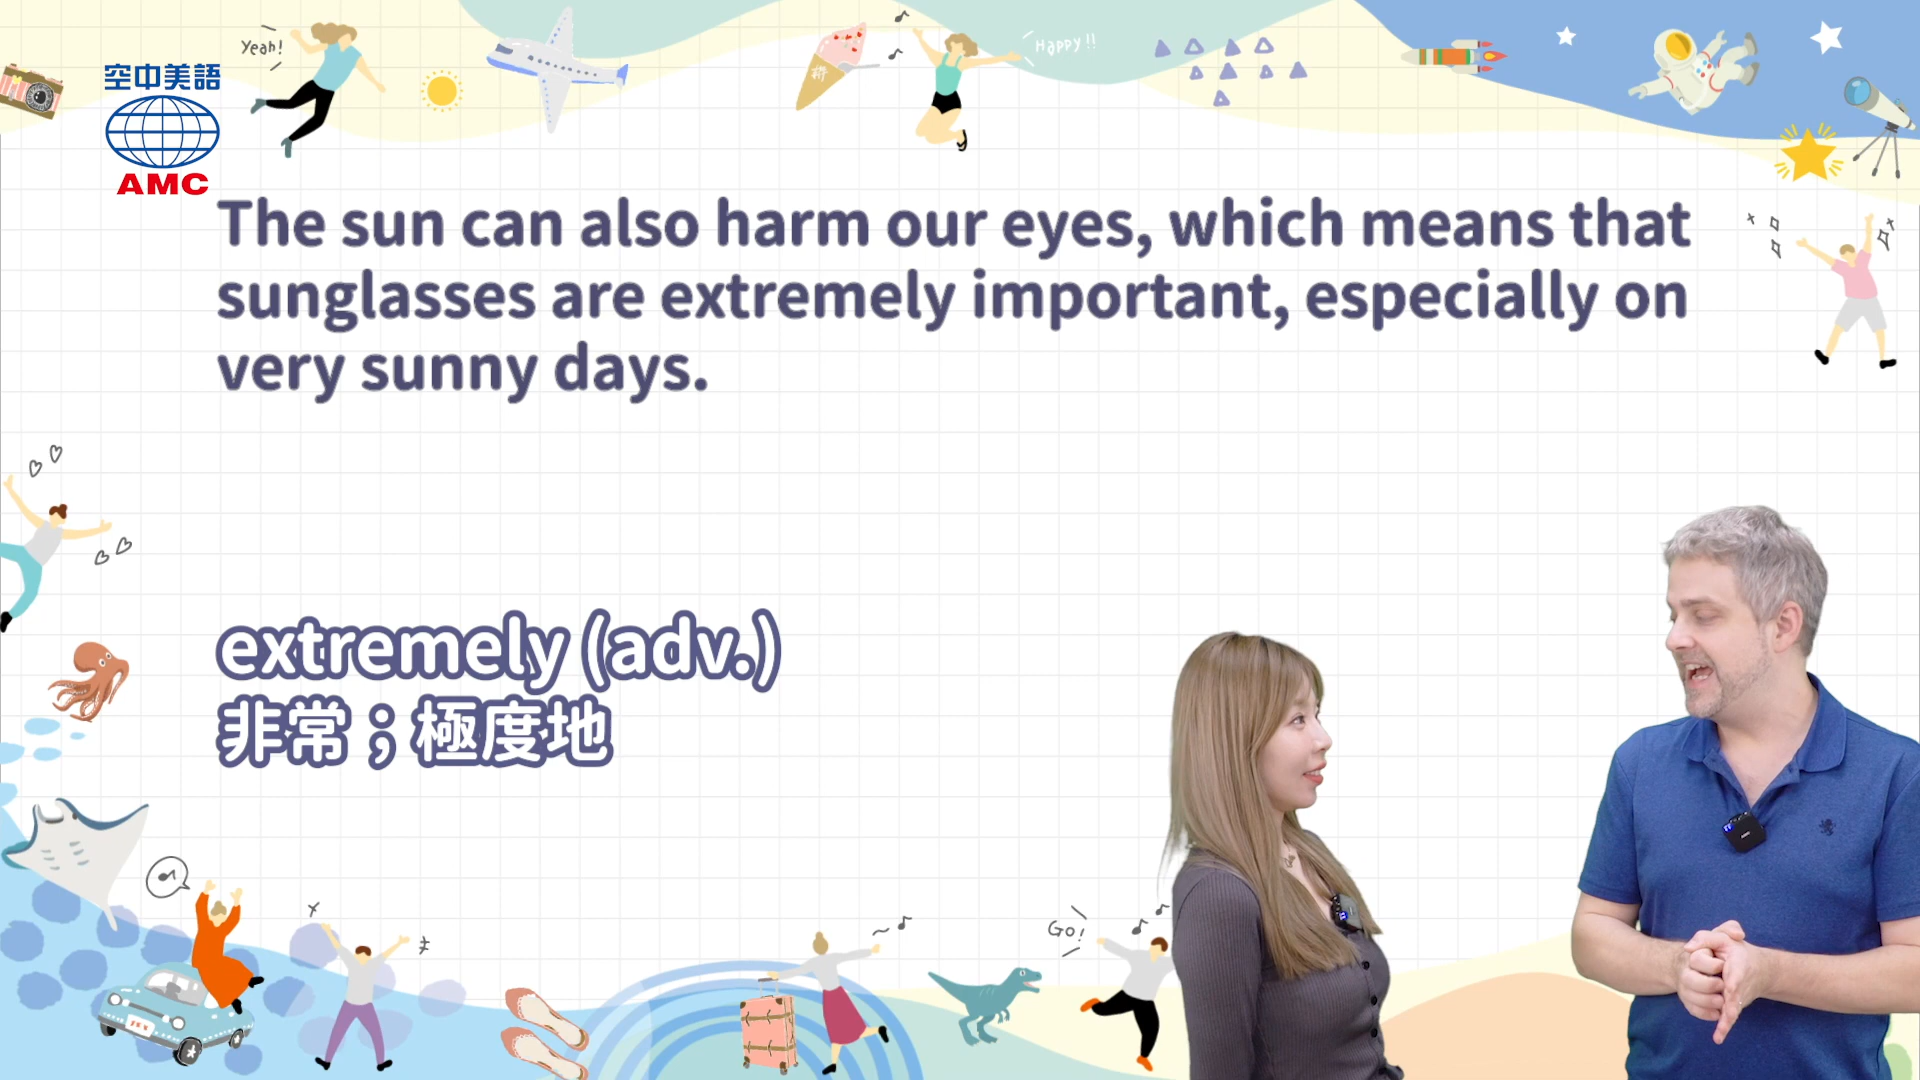 Yeah!
Happy!!
空中美語
AMC
The sun can also harm our eyes, which means that
sunglasses are extremely important, especially on
very sunny days.
extremely (adv.)
非常；極度地
Go!